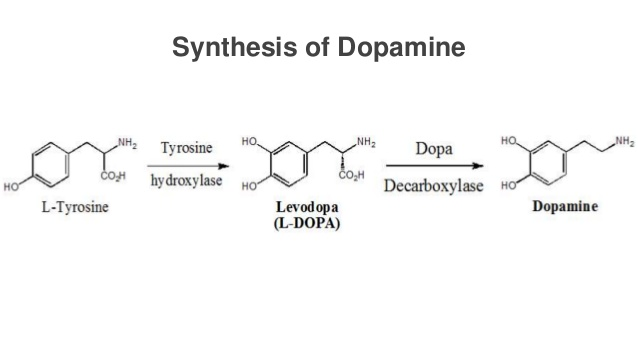 Synthesis of Dopamine
NH2
HO
CO2H
L-Tyrosine
Tyrosine
hydroxylase
HO
HO
NH2
CO2H
Levodopa
(L-DOPA)
Dopa
Decarboxylase
HO
HO
NH2
Dopamine